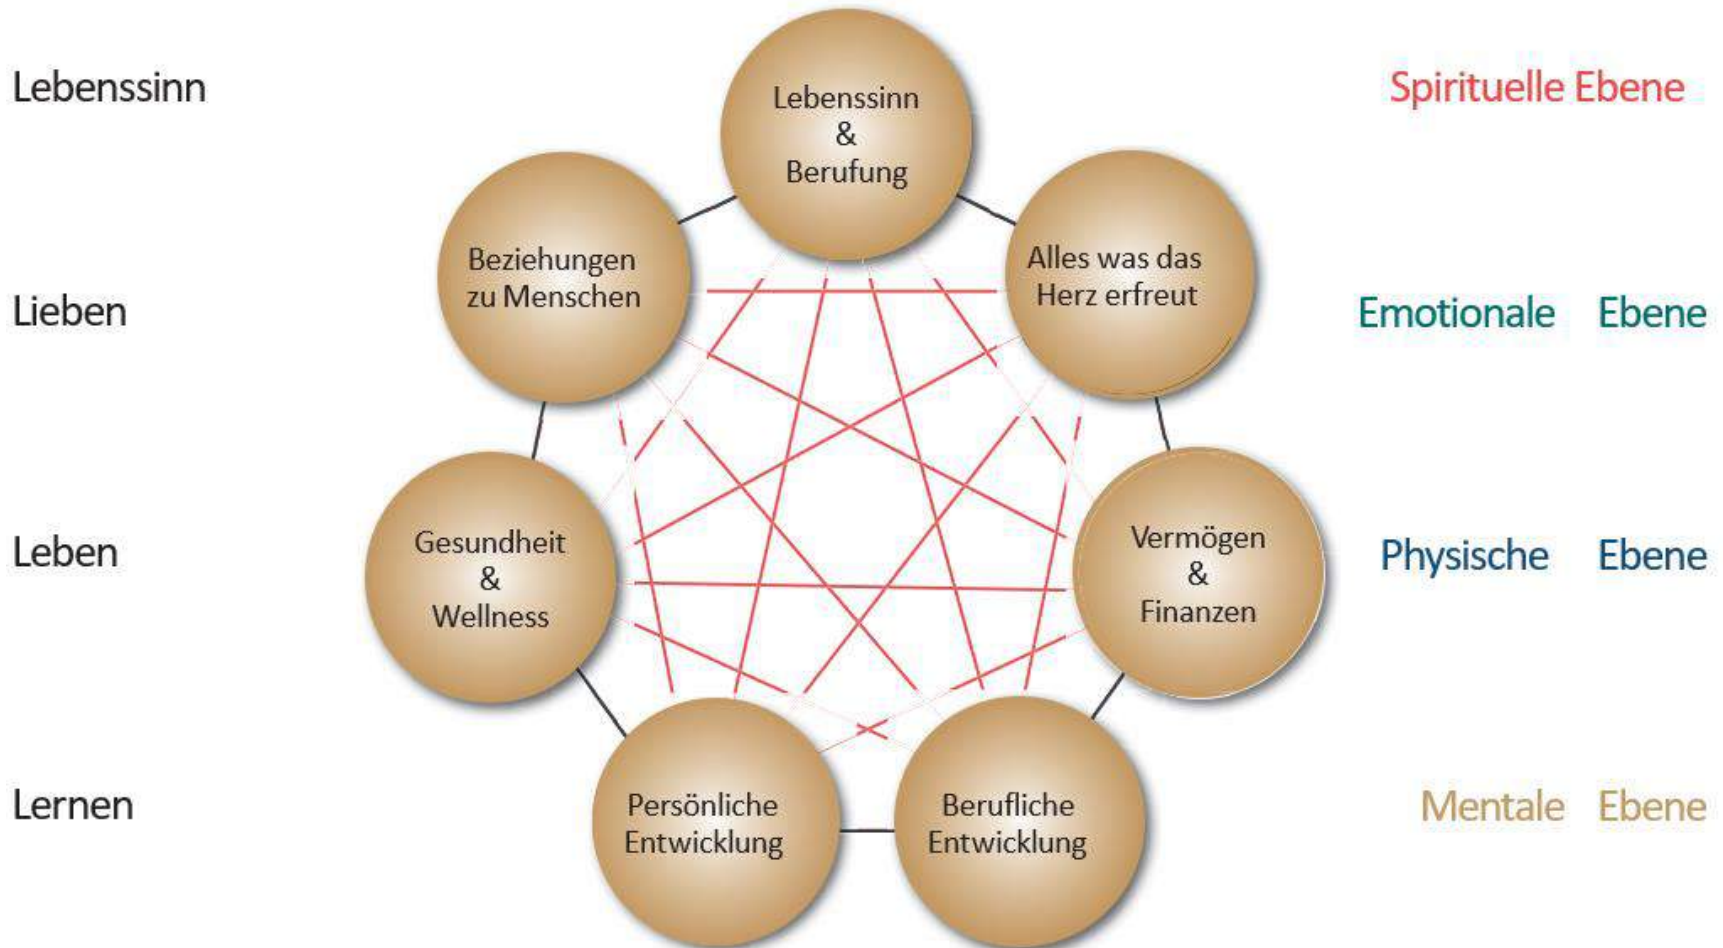 Lebenssinn
Lebenssinn
&
Berufung
Spirituelle Ebene
Beziehungen
zu Menschen
Alles was das
Herz erfreut
Lieben
Emotionale Ebene
Leben
Gesundheit
&
Wellness
Vermögen
&
Finanzen
Physische Ebene
Lernen
Persönliche
Entwicklung
Berufliche
Entwicklung
Mentale Ebene